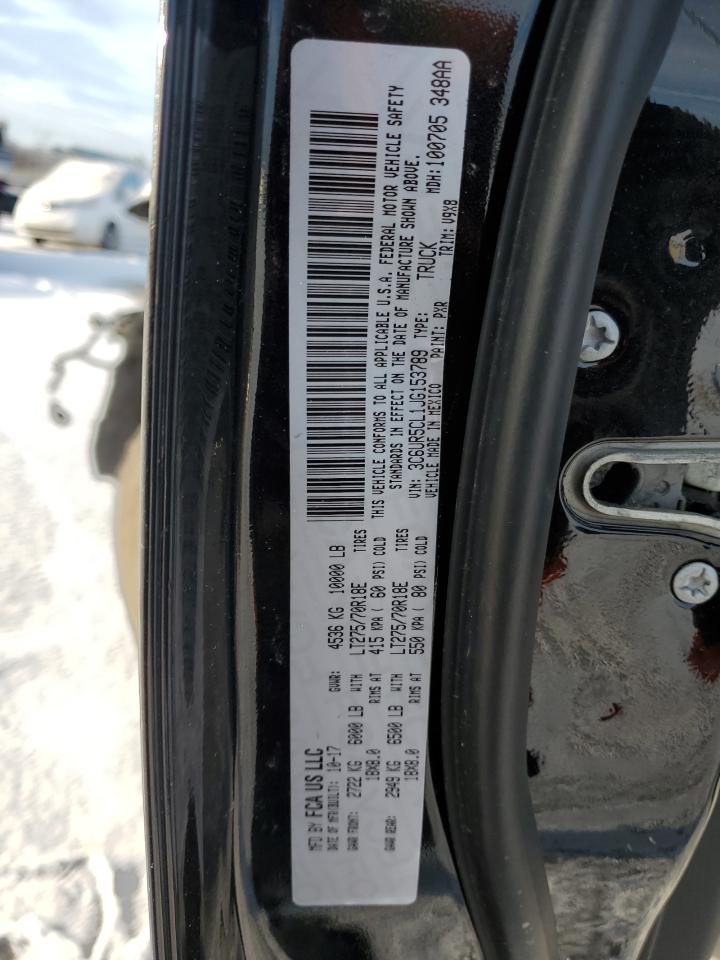 MFD BY FCA US LLC
DATE OF MFR(BUILT): 10-17 GVWR: 4536 KG 10000 LB
GAWR FRONT: 2722 KG 6000 LB WITH LT275/70R18E TIRES
18X8.0 RIMS AT 415 KPA ( 60 PSI) COLD
GAWR REAR: 2949 KG 6500 LB WITH LT275/70R18E TIRES
18X8.0 RIMS AT 550 KPA ( 80 PSI) COLD
THIS VEHICLE CONFORMS TO ALL APPLICABLE U.S.A. FEDERAL MOTOR VEHICLE SAFETY
STANDARDS IN EFFECT ON THE DATE OF MANUFACTURE SHOWN ABOVE.
VIN: 3C6UR5CL1JG153789 TYPE: TRUCK MDH:100705 348AA
VEHICLE MADE IN MEXICO PAINT: PXR TRIM: V9X8